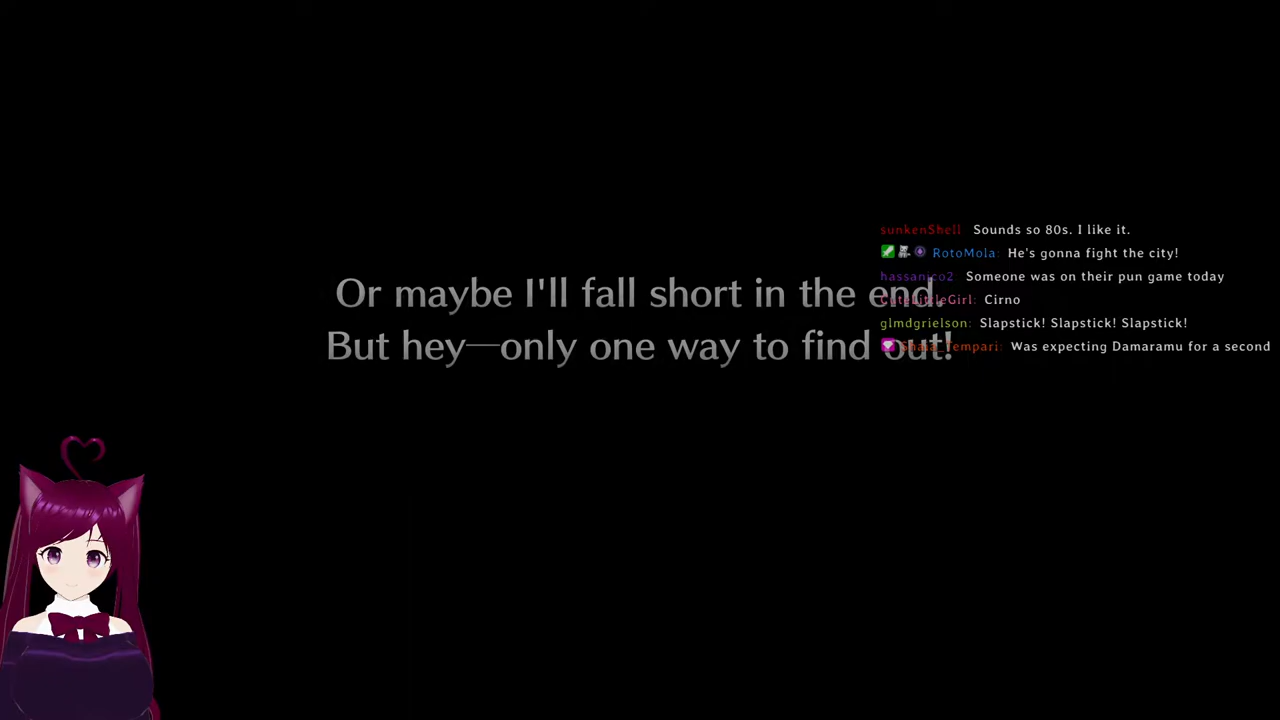 sunkenShell Sounds so 80s. I like it.
RotoMola: He's gonna fight the city!
hassanico2 Someone was on their pun game today
Or maybe I'll fall short in the end.
CuteLittleGirl: Cirno
glmdgrielson: Slapstick! Slapstick! Slapstick!
But hey—only one way to find out!
Tempari: Was expecting Damaramu for a second